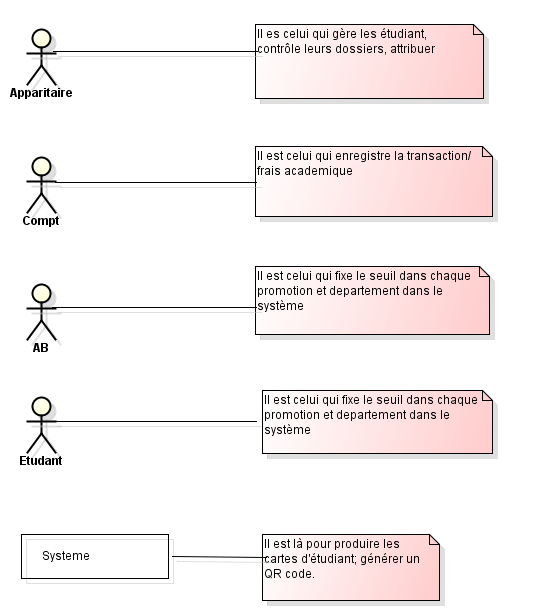 Il es celui qui gère les étudiant,
contrôle leurs dossiers, attribuer
Apparitaire
Il est celui qui enregistre la transaction/
frais academique
Compt
Il est celui qui fixe le seuil dans chaque
promotion et departement dans le
système
AB
Il est celui qui fixe le seuil dans chaque
promotion et departement dans le
système
Etudant
Systeme
Il est là pour produire les
cartes d'étudiant; générer un
QR code.